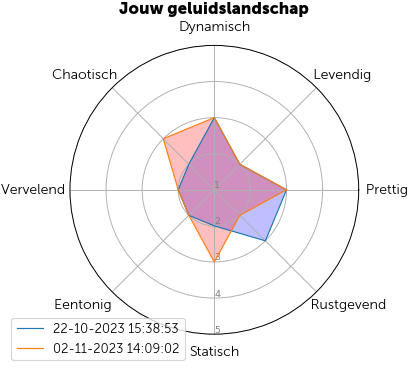 Jouw geluidslandschap
Dynamisch
Chaotisch
Levendig
Vervelend
Prettig
1
2
3
4
5
Eentonig
Rustgevend
Statisch
22-10-2023 15:38:53
02-11-2023 14:09:02